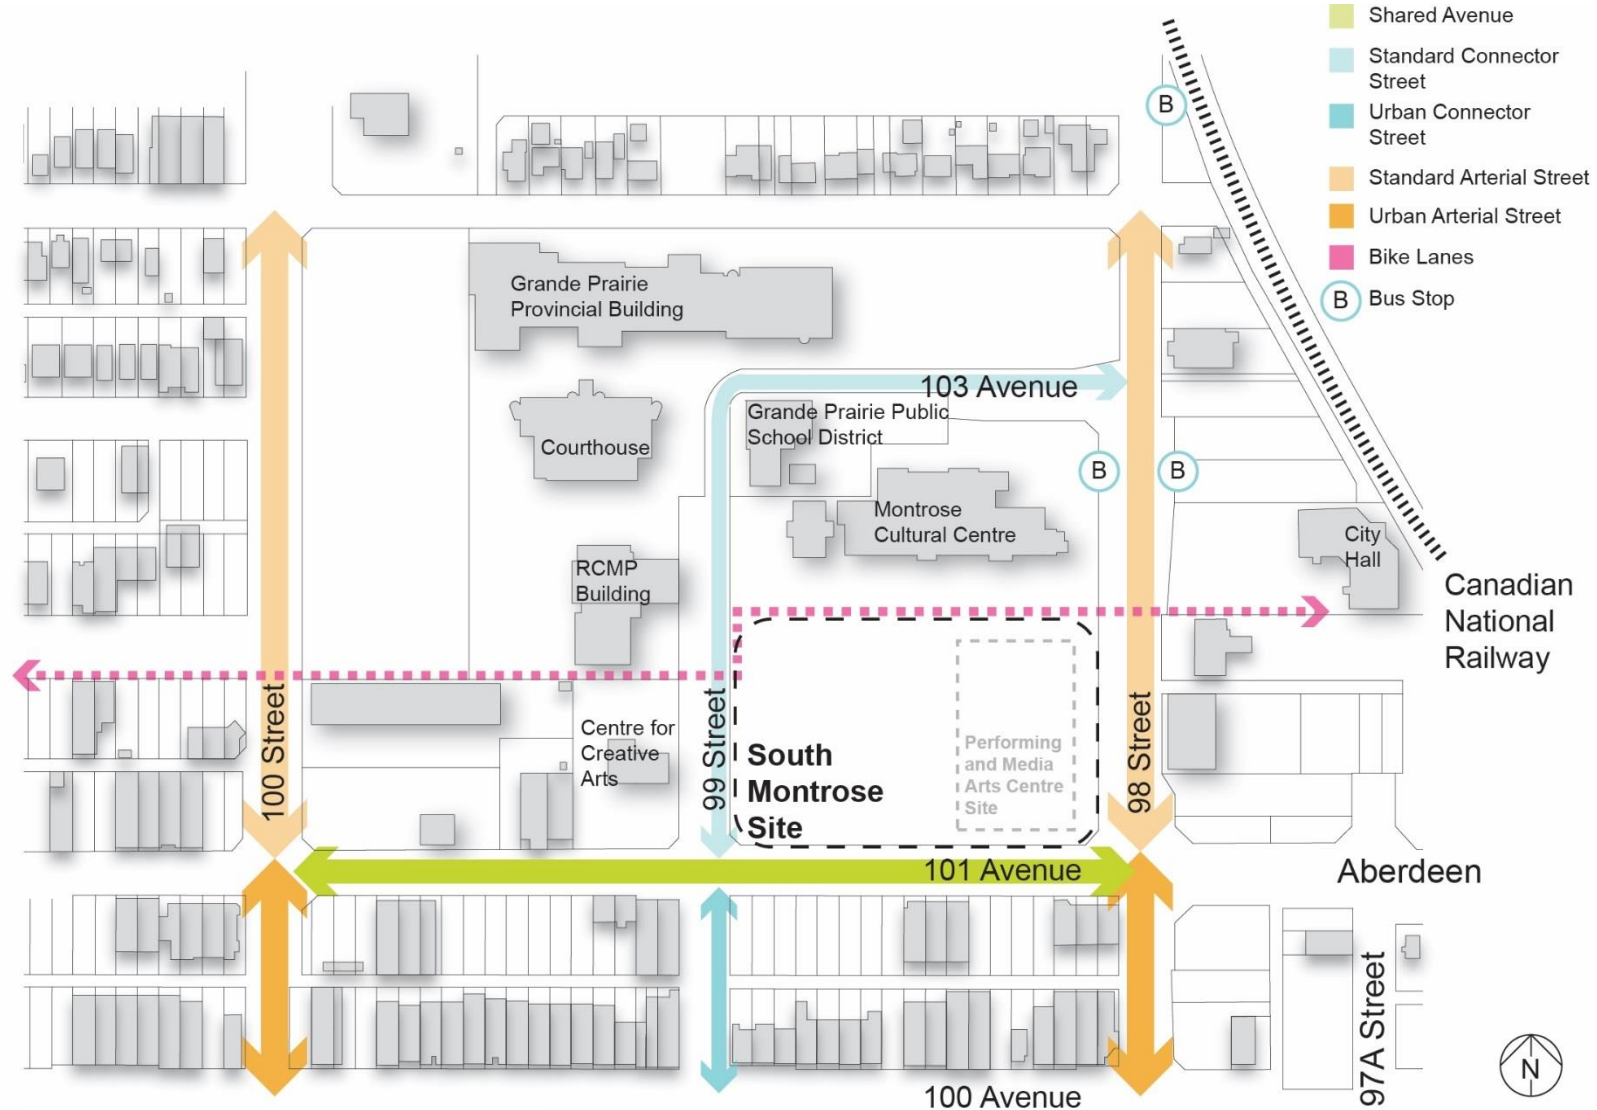 Shared Avenue
Standard Connector
Street
Urban Connector
Street
Standard Arterial Street
Urban Arterial Street
Bike Lanes
B Bus Stop
B
Grande Prairie
Provincial Building
103 Avenue
Grande Prairie Public
School District
Courthouse
B
B
Montrose
Cultural Centre
City
Hall
RCMP
Building
Canadian
National
Railway
100 Street
99 Street
98 Street
Centre for
Creative
Arts
South
Montrose
Site
Performing
and Media
Arts Centre
Site
101 Avenue
Aberdeen
97A Street
100 Avenue
N